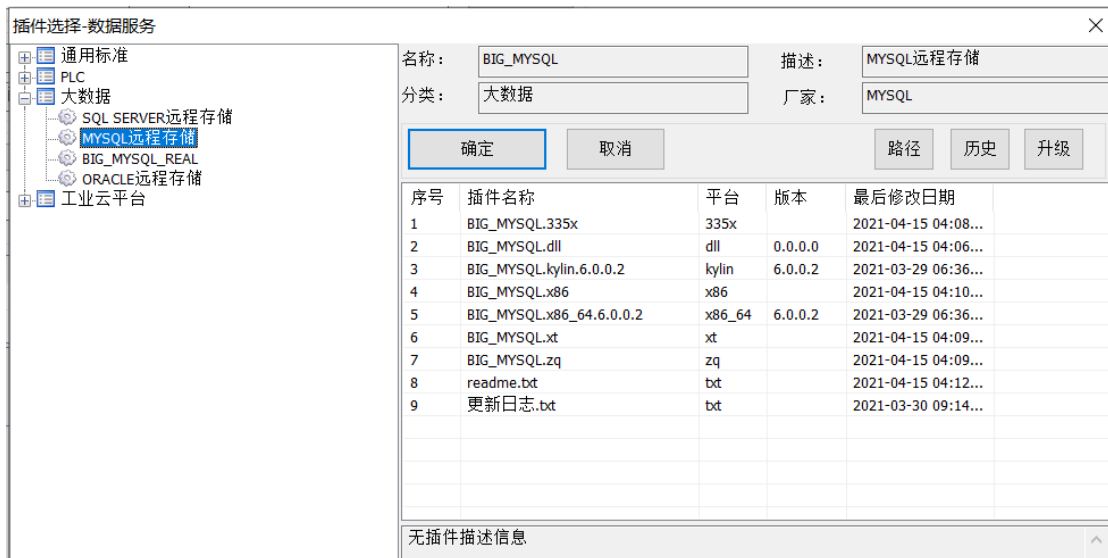 插件选择-数据服务
通用标准
PLC
大数据
SQL SERVER远程存储
MYSQL远程存储
BIG_MYSQL_REAL
ORACLE远程存储
工业云平台
名称： BIG_MYSQL 描述： MYSQL远程存储
分类： 大数据 厂家： MYSQL
确定 取消 路径 历史 升级
序号 插件名称 平台 版本 最后修改日期
1 BIG_MYSQL.335x 335x 2021-04-15 04:08...
2 BIG_MYSQL.dll dll 0.0.0.0 2021-04-15 04:06...
3 BIG_MYSQL.kylin.6.0.0.2 kylin 6.0.0.2 2021-03-29 06:36...
4 BIG_MYSQL.x86 x86 2021-04-15 04:10...
5 BIG_MYSQL.x86_64.6.0.0.2 x86_64 6.0.0.2 2021-03-29 06:36...
6 BIG_MYSQL.xt xt 2021-04-15 04:09...
7 BIG_MYSQL.zq zq 2021-04-15 04:09...
8 readme.txt txt 2021-04-15 04:12...
9 更新日志.txt txt 2021-03-30 09:14...
无插件描述信息